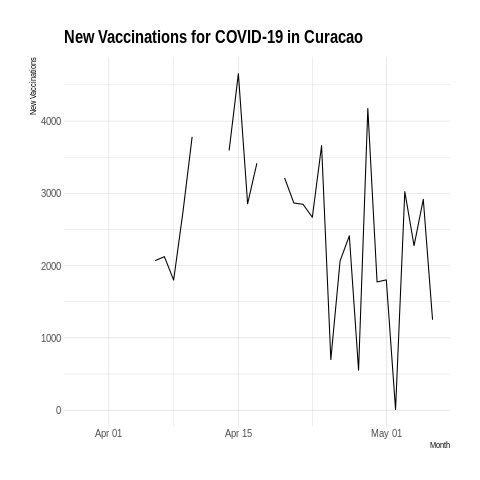 New Vaccinations for COVID-19 in Curacao
New Vaccinations
4000
3000
2000
1000
0
Apr 01
Apr 15
May 01
Month